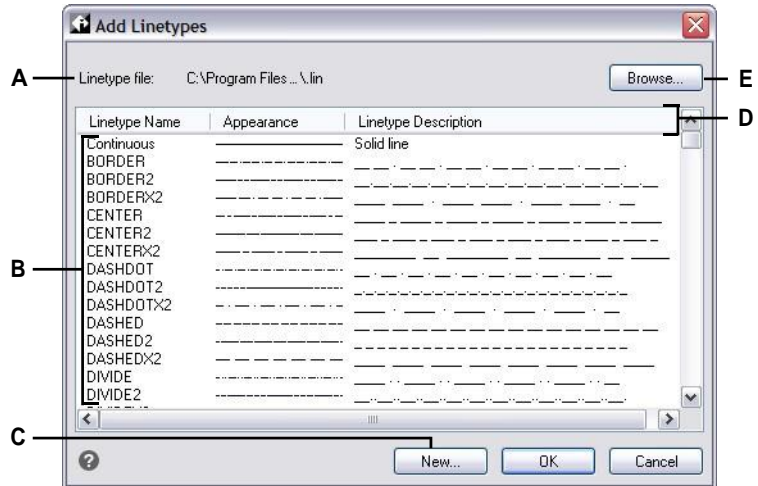 Add Linetypes
A
Linetype file: C:\Program Files ... \.lin
Browse...
E
D
Linetype Name Appearance Linetype Description
Continuous Solid line
BORDER
BORDER2
BORDERX2
CENTER
CENTER2
CENTERX2
B
DASHDOT
DASHDOT2
DASHDOTX2
DASHED
DASHED2
DASHEDX2
DIVIDE
DIVIDE2
C
?
New...
OK
Cancel